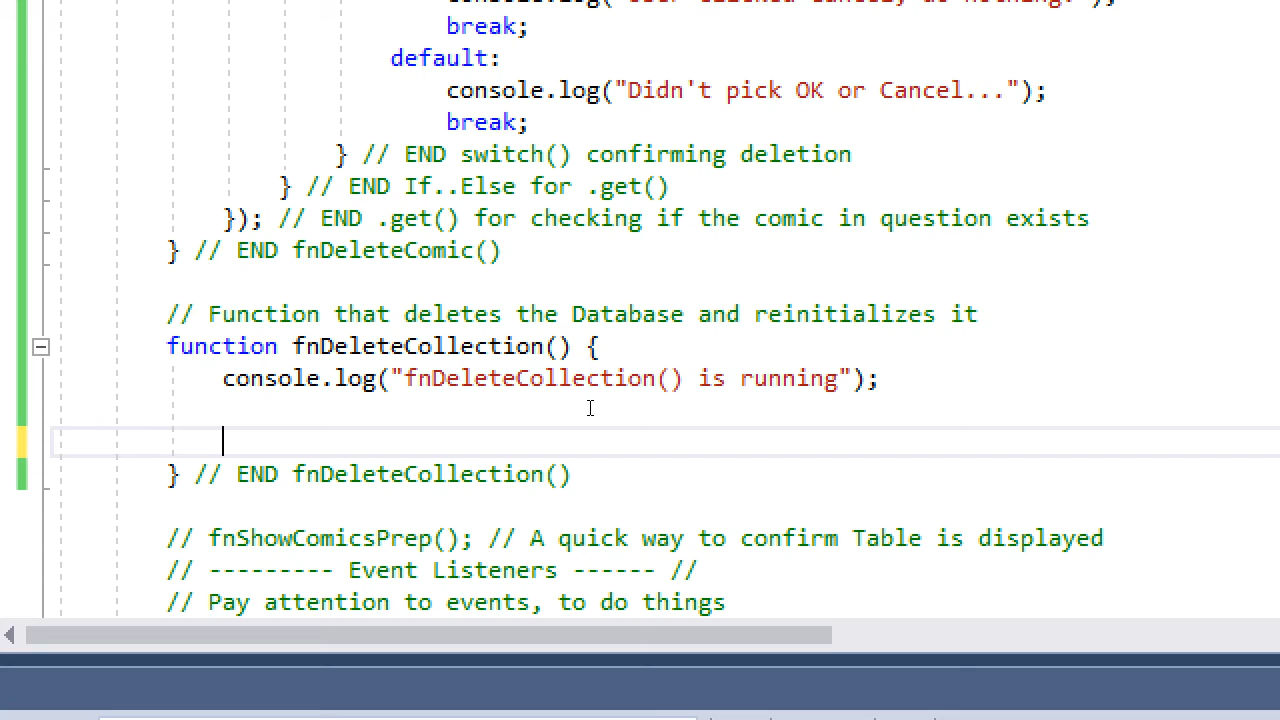 break;
default:
console.log("Didn't pick OK or Cancel...");
break;
} // END switch() confirming deletion
} // END If..Else for .get()
}); // END .get() for checking if the comic in question exists
} // END fnDeleteComic()
// Function that deletes the Database and reinitializes it
function fnDeleteCollection() {
console.log("fnDeleteCollection() is running");
} // END fnDeleteCollection()
// fnShowComicsPrep(); // A quick way to confirm Table is displayed
// --------- Event Listeners ------ //
// Pay attention to events, to do things